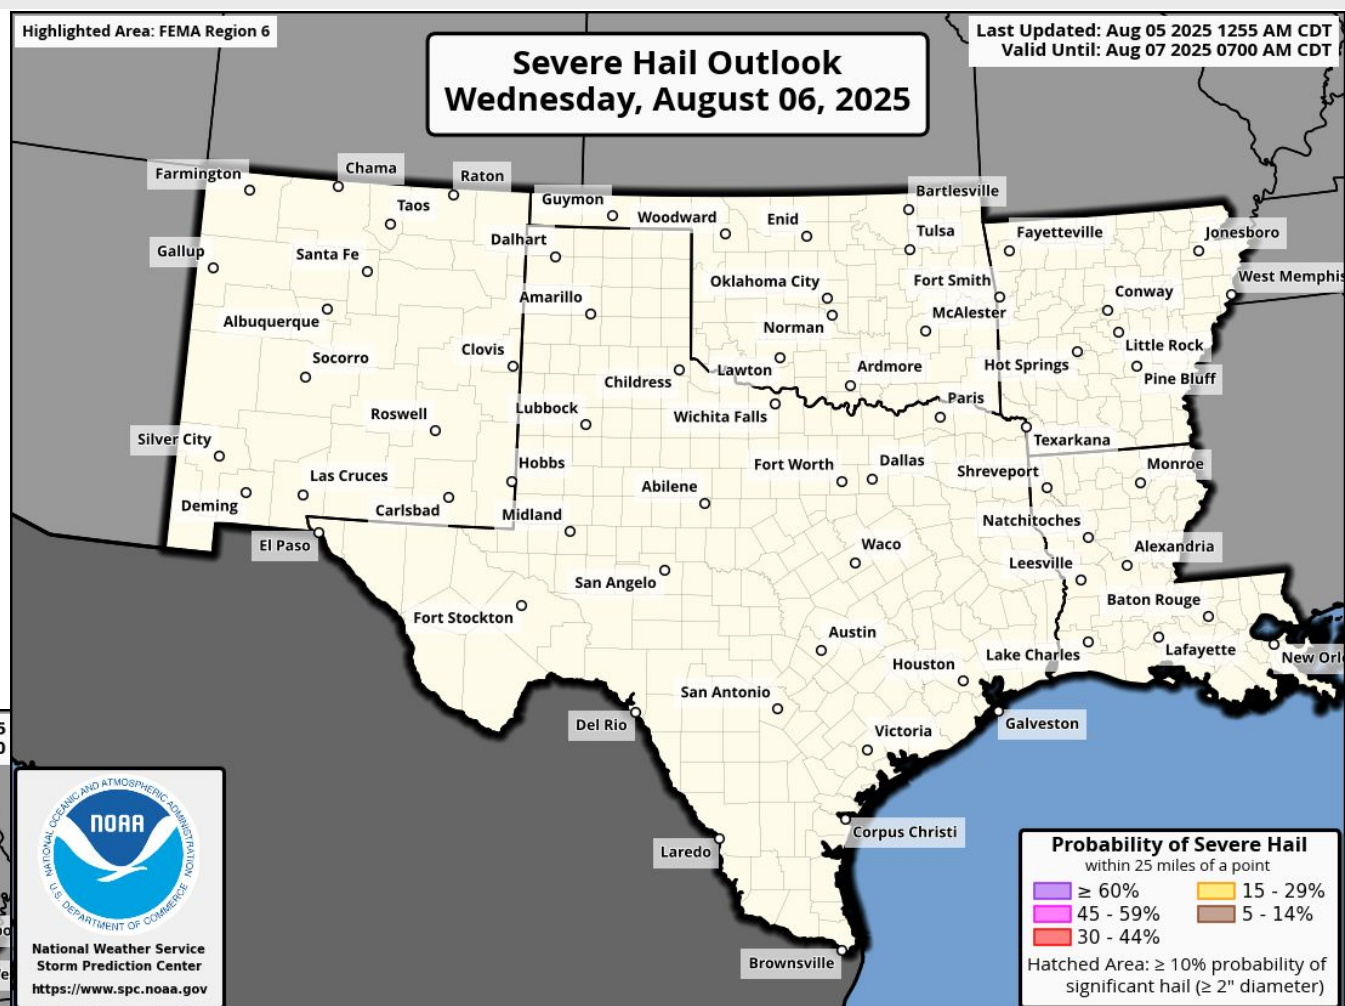 Highlighted Area: FEMA Region 6
Last Updated: Aug 05 2025 1255 AM CDT
Valid Until: Aug 07 2025 0700 AM CDT
Severe Hail Outlook
Wednesday, August 06, 2025
Farmington
Chama
Raton
Guymon
Bartlesville
Taos
Woodward
Enid
Tulsa
Fayetteville
Jonesboro
Gallup
Santa Fe
Dalhart
Oklahoma City
Fort Smith
West Memphis
Amarillo
Conway
Albuquerque
Norman
McAlester
Little Rock
Socorro
Clovis
Childress
Lawton
Ardmore
Hot Springs
Pine Bluff
Roswell
Lubbock
Wichita Falls
Paris
Silver City
Texarkana
Las Cruces
Hobbs
Fort Worth
Dallas
Shreveport
Monroe
Deming
Carlsbad
Midland
Abilene
Natchitoches
El Paso
Waco
Alexandria
San Angelo
Leesville
Fort Stockton
Baton Rouge
Austin
Lake Charles
Lafayette
New Orl
Houston
San Antonio
Del Rio
Galveston
Victoria
Corpus Christi
Laredo
Brownsville
5
0
NATIONAL OCEANIC AND ATMOSPHERIC ADMINISTRATION
NOAA
U.S. DEPARTMENT OF COMMERCE
National Weather Service
Storm Prediction Center
https://www.spc.noaa.gov
Probability of Severe Hail
within 25 miles of a point
≥ 60%
15 - 29%
45 - 59%
5 - 14%
30 - 44%
Hatched Area: ≥ 10% probability of
significant hail (≥ 2" diameter)